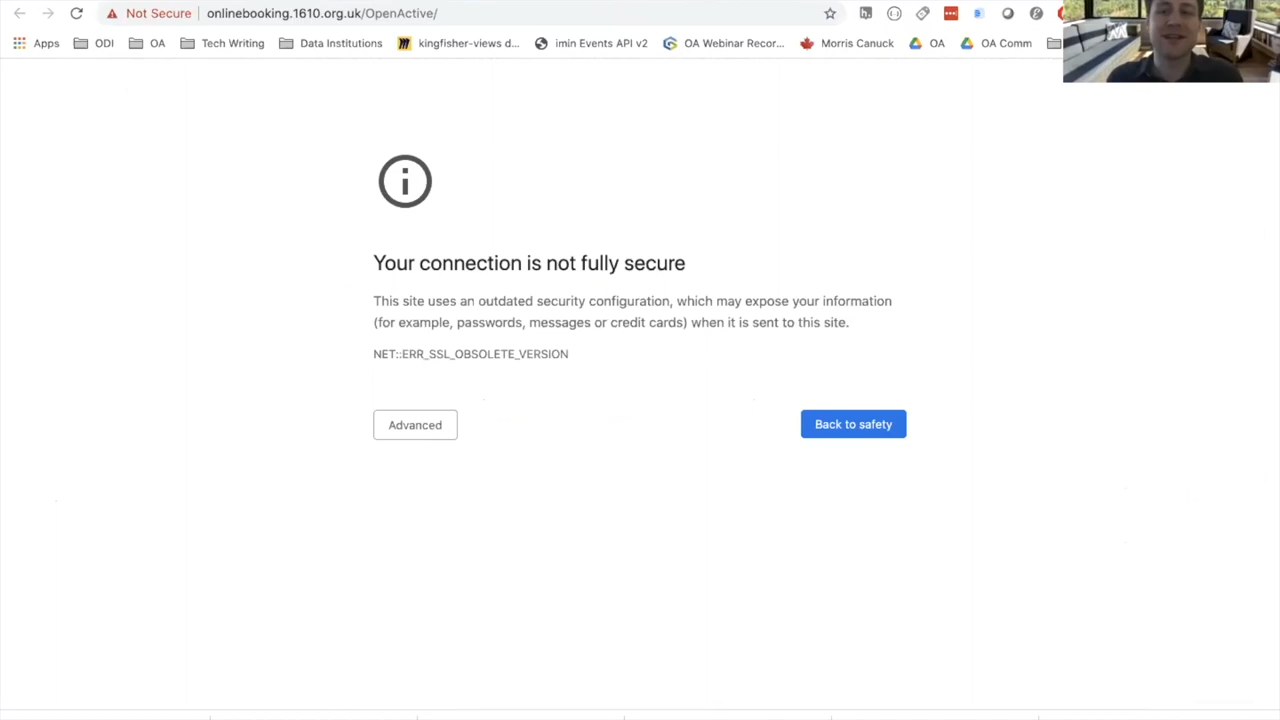 Not Secure onlinebooking.1610.org.uk/OpenActive/
Apps ODI OA Tech Writing Data Institutions kingfisher-views d... imin Events API v2 OA Webinar Recor... Morris Canuck OA OA Comm
Your connection is not fully secure
This site uses an outdated security configuration, which may expose your information
(for example, passwords, messages or credit cards) when it is sent to this site.
NET::ERR_SSL_OBSOLETE_VERSION
Advanced Back to safety